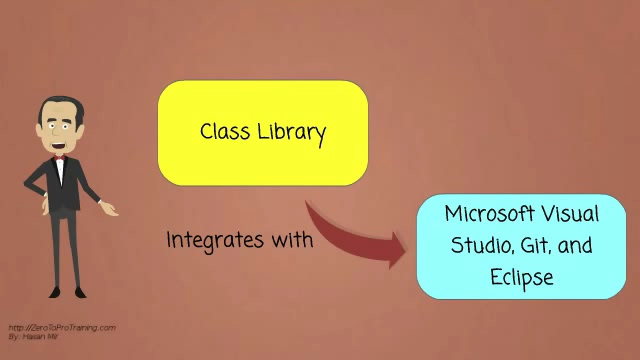 Class Library
Integrates with
Microsoft Visual
Studio, Git, and
Eclipse
http://ZeroToProTraining.com
By: Hasan Mir